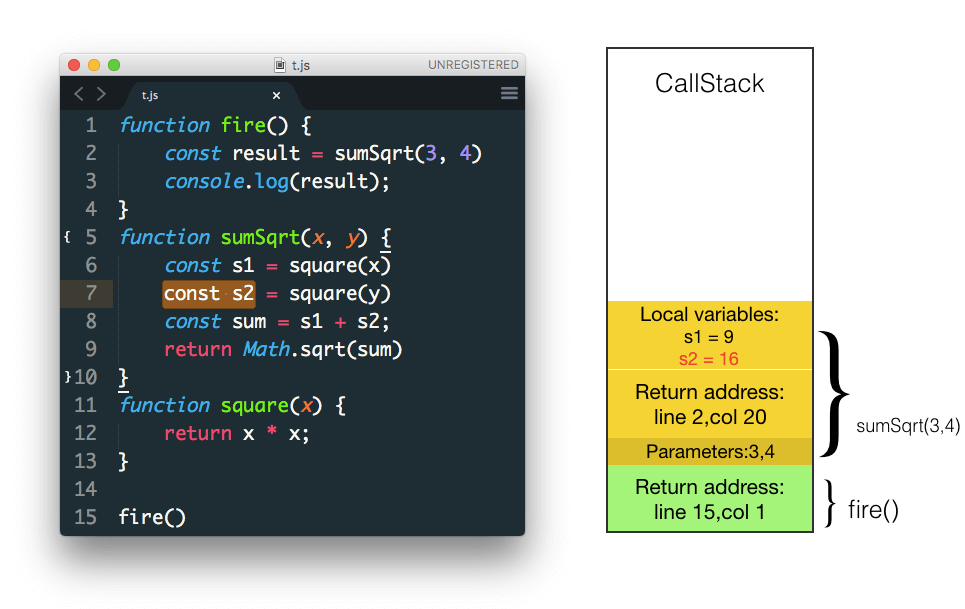 t.js
UNREGISTERED
t.js
1 function fire() {
2 const result = sumSqrt(3, 4)
3 console.log(result);
4 }
{ 5 function sumSqrt(x, y) {
6 const s1 = square(x)
7 const s2 = square(y)
8 const sum = s1 + s2;
9 return Math.sqrt(sum)
}10 }
11 function square(x) {
12 return x * x;
13 }
14
15 fire()
CallStack
Local variables:
s1 = 9
s2 = 16
Return address:
line 2,col 20
Parameters:3,4
sumSqrt(3,4)
Return address:
line 15,col 1
fire()